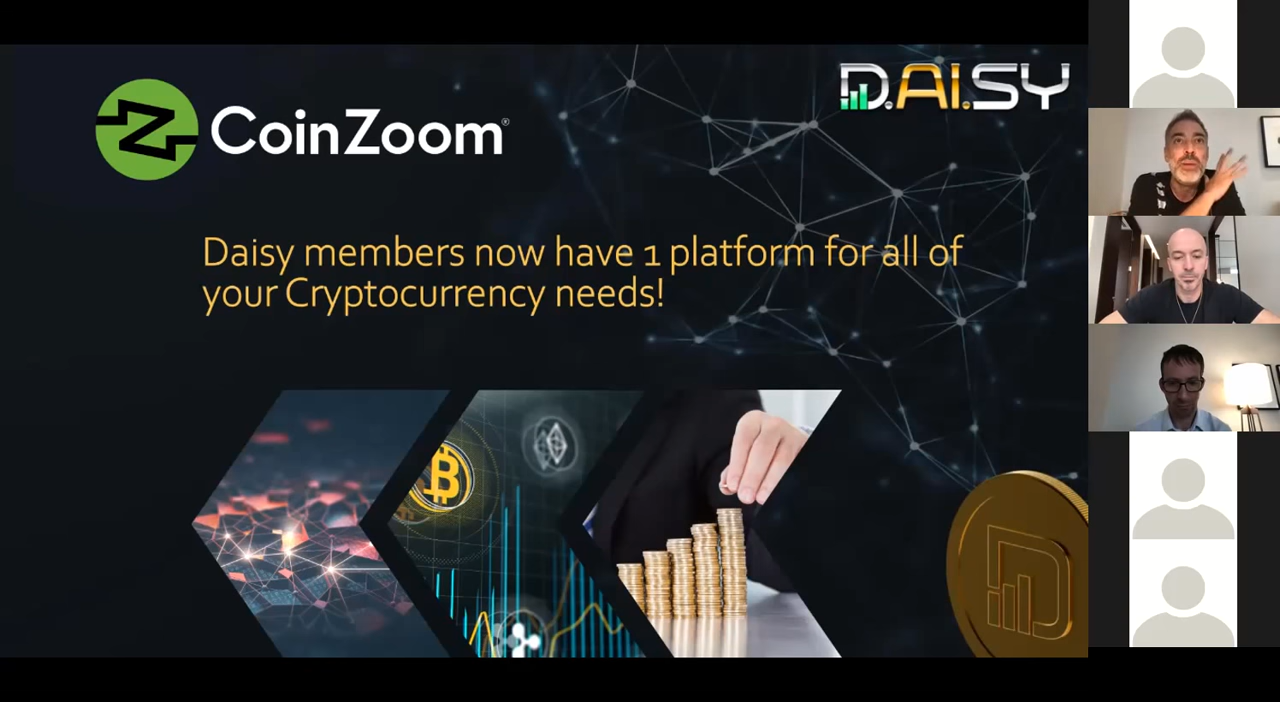 CoinZoom®
D.AI.SY
Daisy members now have 1 platform for all of
your Cryptocurrency needs!